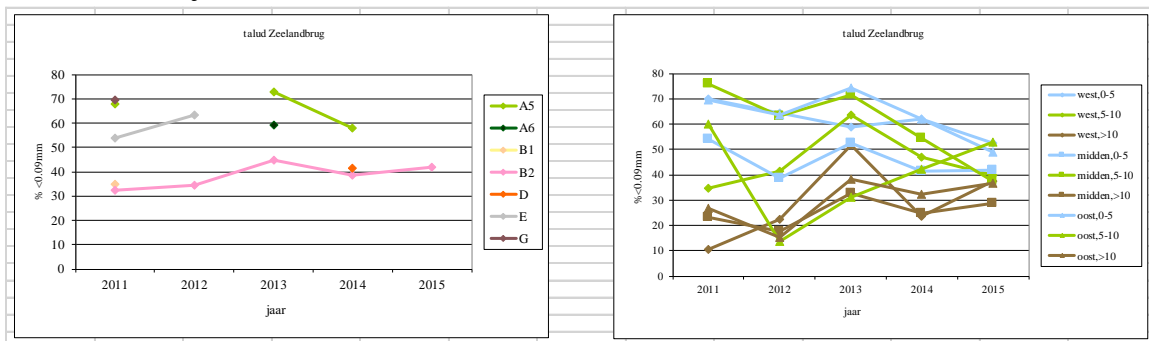 talud Zeelandbrug
80
70
60
50
40
30
20
10
0
% <0.09mm
2011 2012 2013 2014 2015
jaar
A5
A6
B1
B2
D
E
G
talud Zeelandbrug
80
70
60
50
40
30
20
10
0
%<0.09mm
2011 2012 2013 2014 2015
jaar
west,0-5
west,5-10
west,>10
midden,0-5
midden,5-10
midden,>10
oost,0-5
oost,5-10
oost,>10